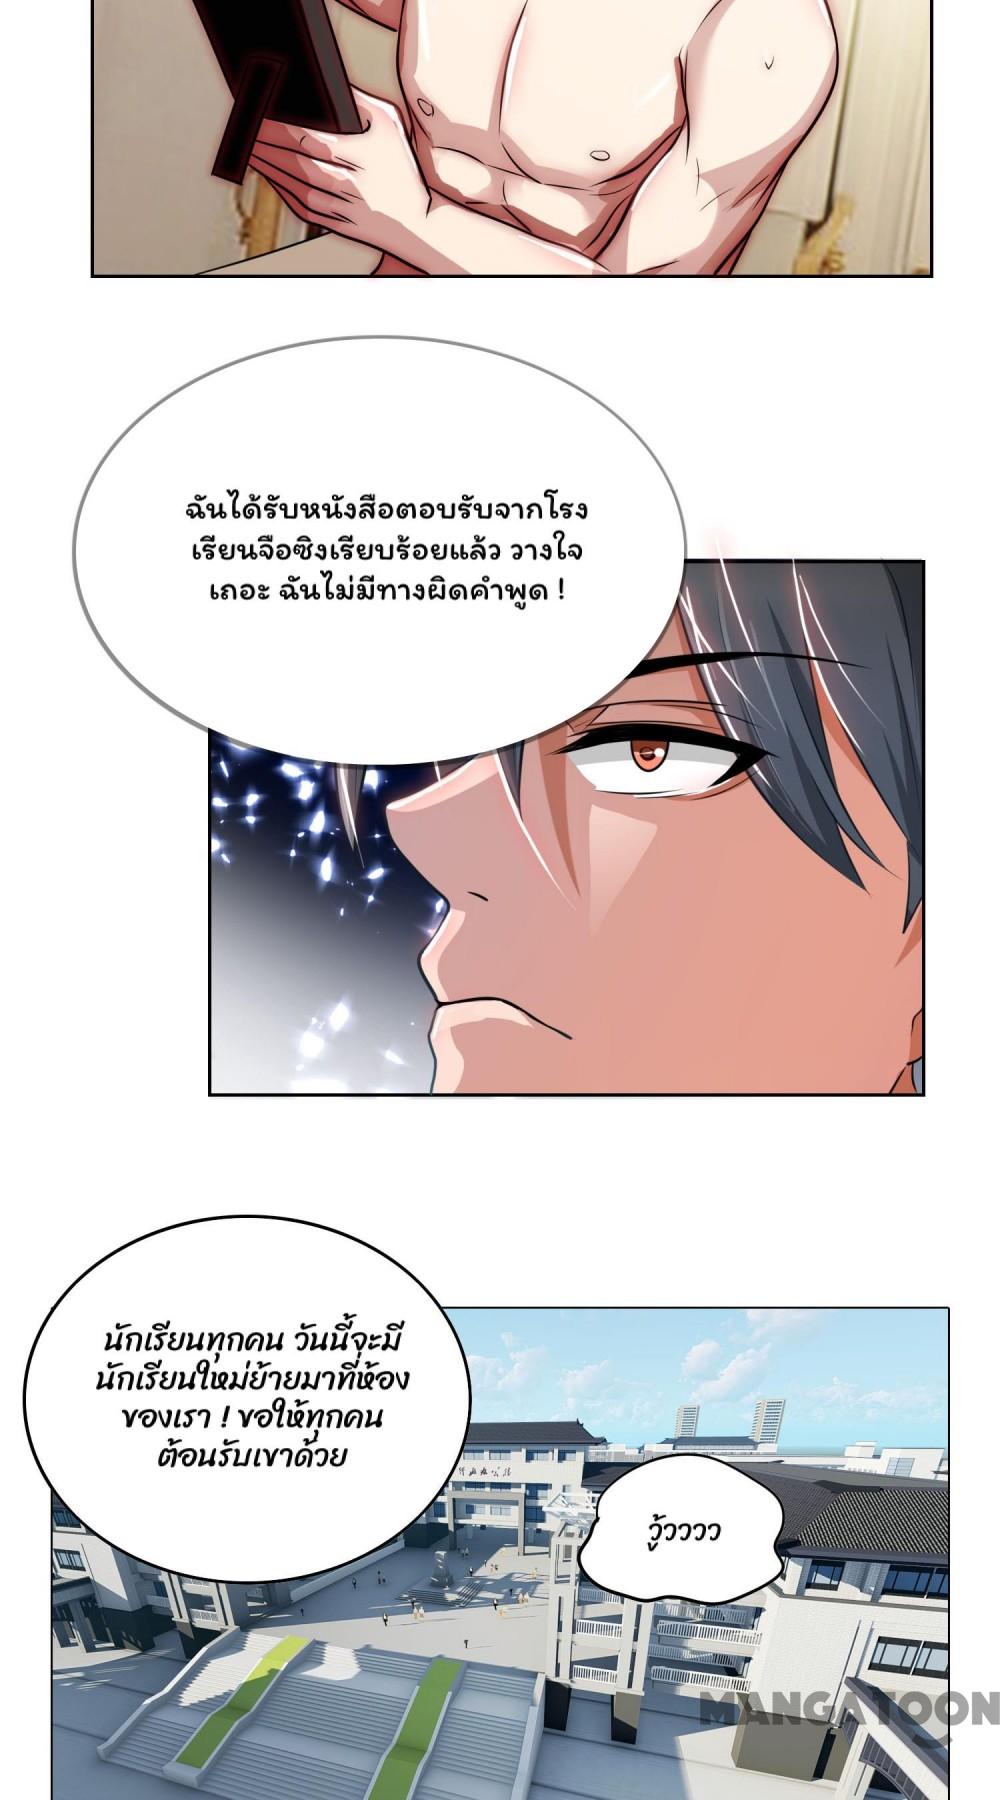 ฉันได้รับหนังสือตอบรับจากโรง
เรียนจือซิงเรียบร้อยแล้ว วางใจ
เถอะ ฉันไม่มีทางผิดคำพูด !
นักเรียนทุกคน วันนี้จะมี
นักเรียนใหม่ย้ายมาที่ห้อง
ของเรา ! ขอให้ทุกคน
ต้อนรับเขาด้วย
วู้วววว
MANGATOON